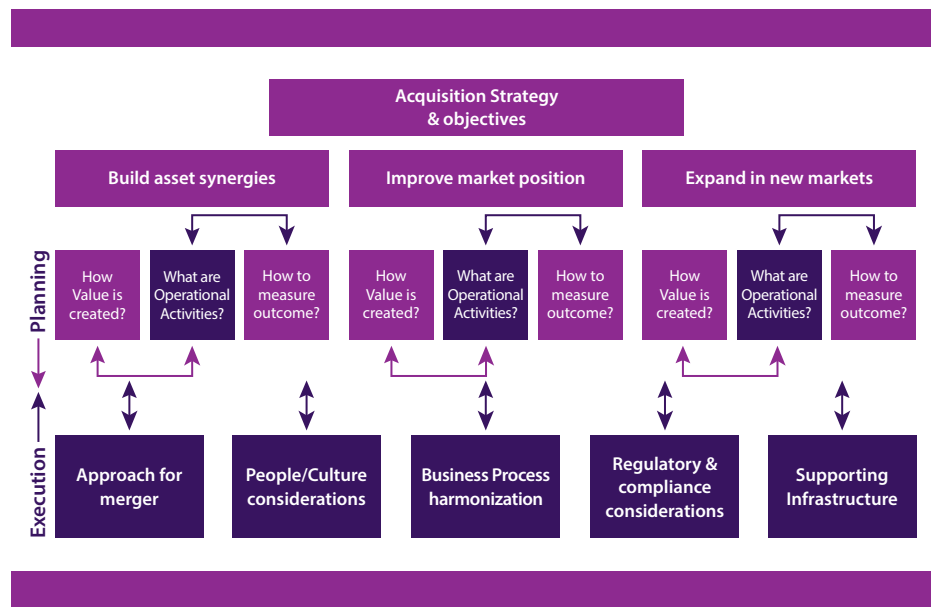 Acquisition Strategy
& objectives
Build asset synergies
Improve market position
Expand in new markets
Planning
How
Value is
created?
What are
Operational
Activities?
How to
measure
outcome?
How
Value is
created?
What are
Operational
Activities?
How to
measure
outcome?
How
Value is
created?
What are
Operational
Activities?
How to
measure
outcome?
Execution
Approach for
merger
People/Culture
considerations
Business Process
harmonization
Regulatory &
compliance
considerations
Supporting
Infrastructure